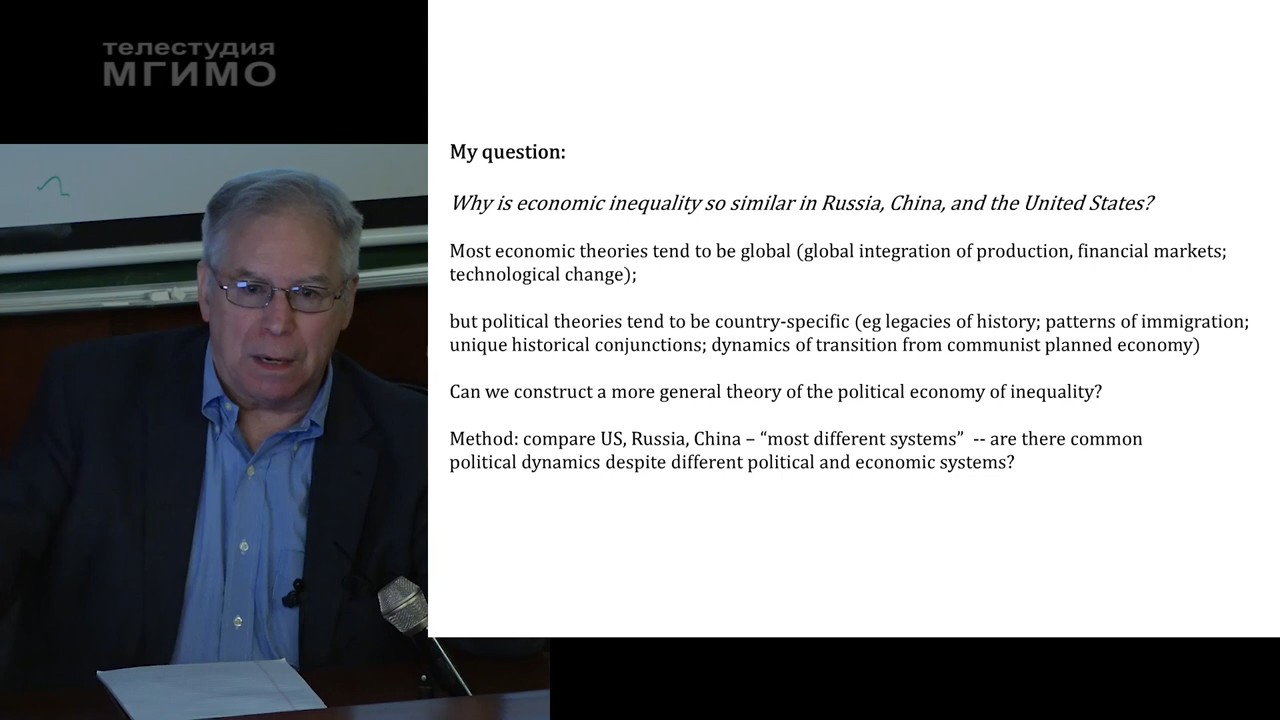 телестудия
МГИМО
My question:
Why is economic inequality so similar in Russia, China, and the United States?
Most economic theories tend to be global (global integration of production, financial markets;
technological change);
but political theories tend to be country-specific (eg legacies of history; patterns of immigration;
unique historical conjunctions; dynamics of transition from communist planned economy)
Can we construct a more general theory of the political economy of inequality?
Method: compare US, Russia, China – “most different systems”  -- are there common
political dynamics despite different political and economic systems?